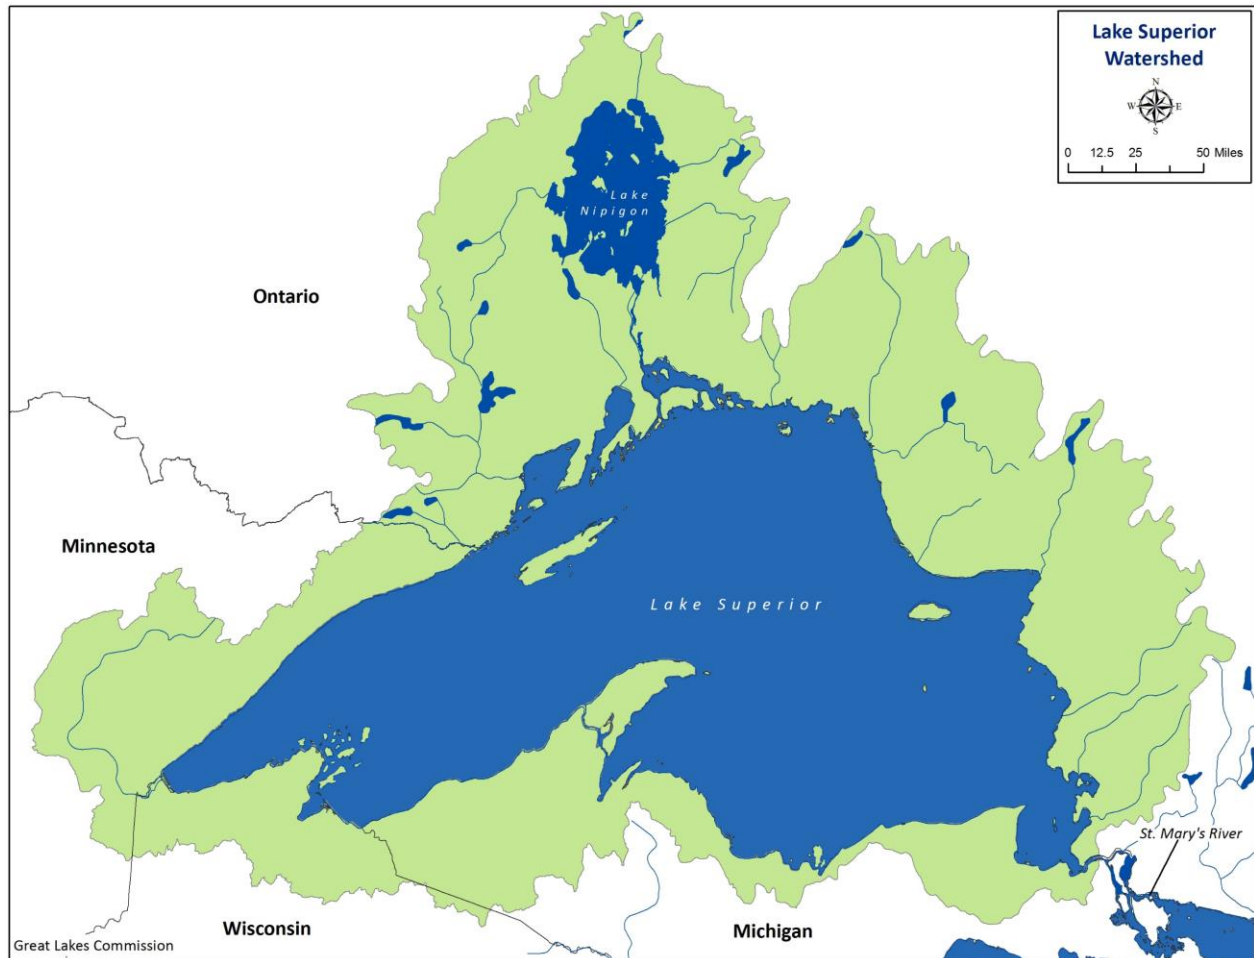 Lake Superior
Watershed
N
W E
S
0 12.5 25 50 Miles
Lake
Nipigon
Ontario
Minnesota
Lake Superior
St. Mary's River
Wisconsin
Michigan
Great Lakes Commission